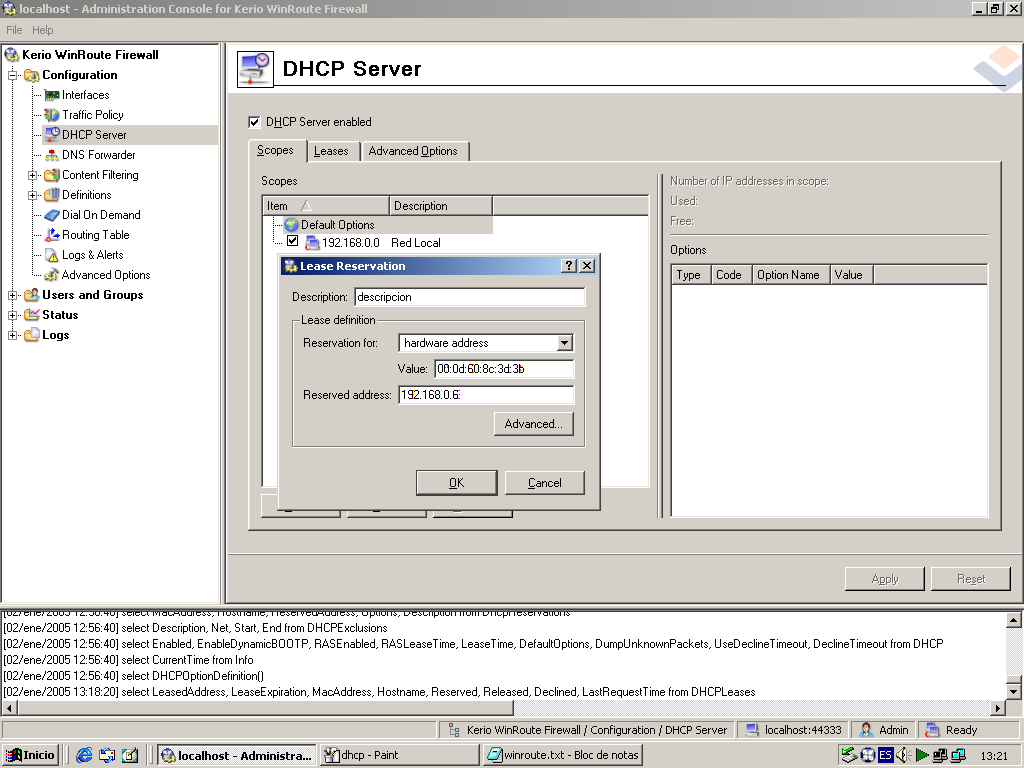 localhost - Administration Console for Kerio WinRoute Firewall
File Help
Kerio WinRoute Firewall
Configuration
Interfaces
Traffic Policy
DHCP Server
DNS Forwarder
Content Filtering
Definitions
Dial On Demand
Routing Table
Logs & Alerts
Advanced Options
Users and Groups
Status
Logs
DHCP Server
DHCP Server enabled
Scopes Leases Advanced Options
Scopes
Item Description
Default Options
192.168.0.0 Red Local
Number of IP addresses in scope:
Used:
Free:
Options
Type Code Option Name Value
Lease Reservation
Description: descripcion
Lease definition
Reservation for: hardware address
Value: 00:0d:60:8c:3d:3b
Reserved address: 192.168.0.6
Advanced...
OK Cancel
Apply Reset
[02/ene/2005 12:56:40] select MacAddress, Hostname, ReservedAddress, Options, Description from DhcpReservations
[02/ene/2005 12:56:40] select Description, Net, Start, End from DHCPExclusions
[02/ene/2005 12:56:40] select Enabled, EnableDynamicBOOTP, RASEnabled, RASLeaseTime, LeaseTime, DefaultOptions, DumpUnknownPackets, UseDeclineTimeout, DeclineTimeout from DHCP
[02/ene/2005 12:56:40] select CurrentTime from Info
[02/ene/2005 12:56:40] select DHCPOptionDefinition()
[02/ene/2005 13:18:20] select LeasedAddress, LeaseExpiration, MacAddress, Hostname, Reserved, Released, Declined, LastRequestTime from DHCPLeases
Kerio WinRoute Firewall / Configuration / DHCP Server localhost:44333 Admin Ready
Inicio localhost - Administra... dhcp - Paint winroute.txt - Bloc de notas ES 13:21